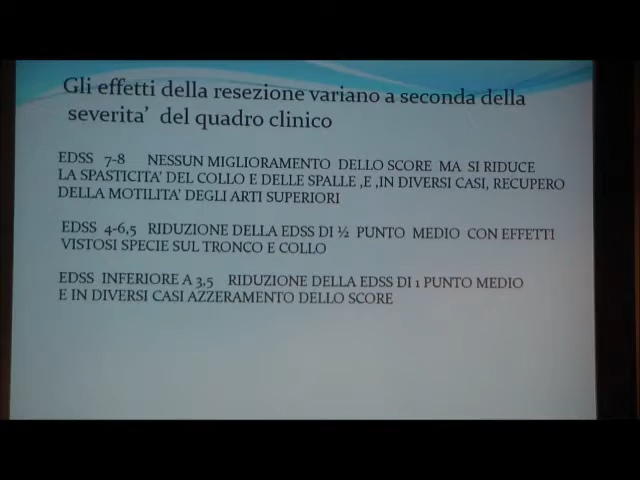 Gli effetti della resezione variano a seconda della
severita' del quadro clinico
EDSS 7-8 NESSUN MIGLIORAMENTO DELLO SCORE MA SI RIDUCE
LA SPASTICITA' DEL COLLO E DELLE SPALLE ,E ,IN DIVERSI CASI, RECUPERO
DELLA MOTILITA' DEGLI ARTI SUPERIORI
EDSS 4-6,5 RIDUZIONE DELLA EDSS DI ½ PUNTO MEDIO CON EFFETTI
VISTOSI SPECIE SUL TRONCO E COLLO
EDSS INFERIORE A 3,5 RIDUZIONE DELLA EDSS DI 1 PUNTO MEDIO
E IN DIVERSI CASI AZZERAMENTO DELLO SCORE